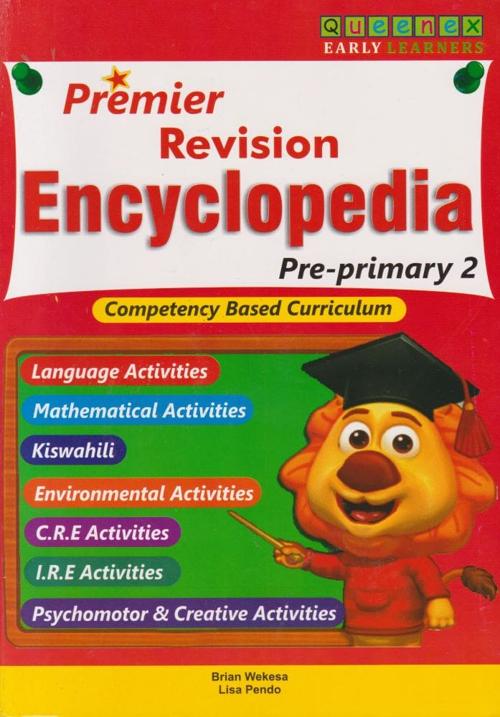 Queenex
EARLY LEARNERS
Premier
Revision
Encyclopedia
Pre-primary 2
Competency Based Curriculum
Language Activities
Mathematical Activities
Kiswahili
Environmental Activities
C.R.E Activities
I.R.E Activities
Psychomotor & Creative Activities
Brian Wekesa
Lisa Pendo